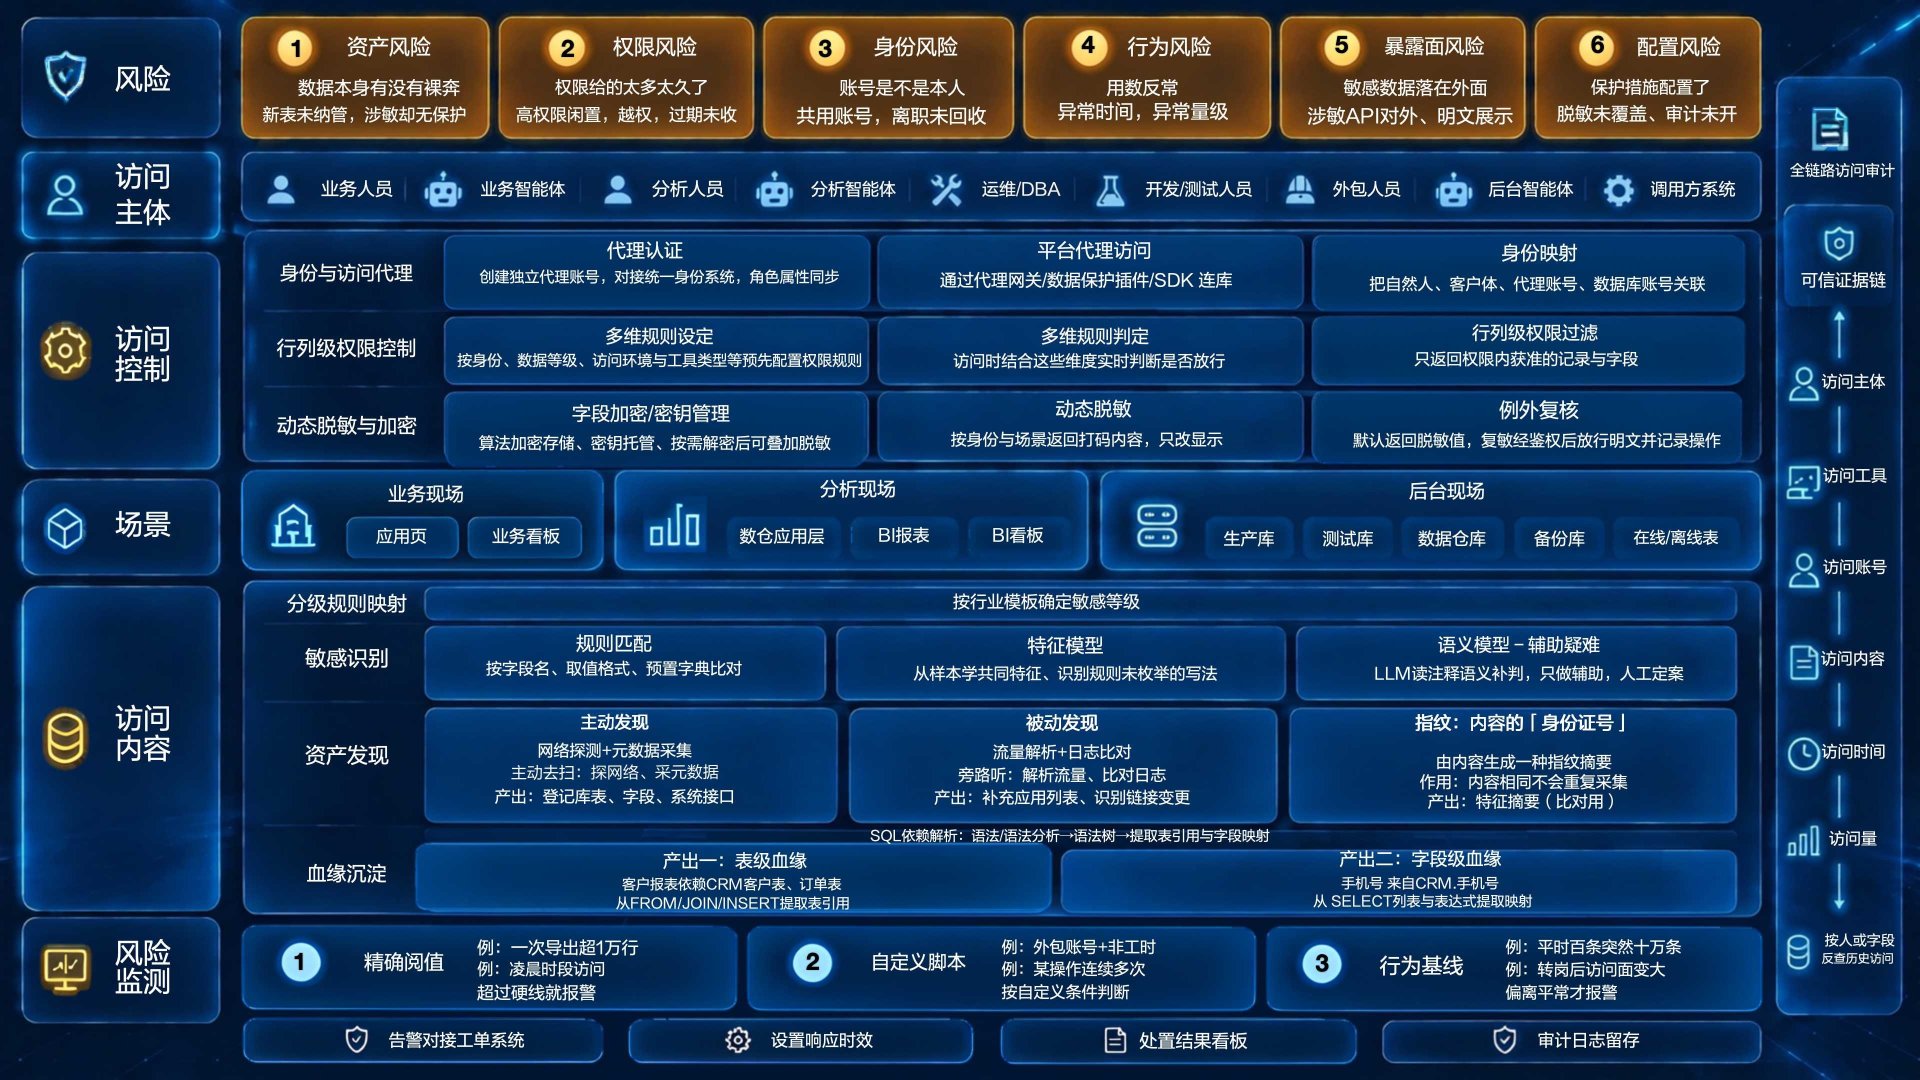 风险
1 资产风险
数据本身有没有裸奔
新表未纳管，涉敏却无保护
2 权限风险
权限给的太多太久了
高权限闲置，越权，过期未收
3 身份风险
账号是不是本人
共用账号，离职未回收
4 行为风险
用数反常
异常时间，异常量级
5 暴露面风险
敏感数据落在外面
涉敏API对外、明文展示
6 配置风险
保护措施配置了
脱敏未覆盖、审计未开
访问
主体
业务人员
业务智能体
分析人员
分析智能体
运维/DBA
开发/测试人员
外包人员
后台智能体
调用方系统
访问
控制
身份与访问代理
代理认证
创建独立代理账号，对接统一身份系统，角色属性同步
平台代理访问
通过代理网关/数据保护插件/SDK 连库
身份映射
把自然人、客户体、代理账号、数据库账号关联
行列级权限控制
多维规则设定
按身份、数据等级、访问环境与工具类型等预先配置权限规则
多维规则判定
访问时结合这些维度实时判断是否放行
行列级权限过滤
只返回权限内获准的记录与字段
动态脱敏与加密
字段加密/密钥管理
算法加密存储、密钥托管、按需解密后可叠加脱敏
动态脱敏
按身份与场景返回打码内容，只改显示
例外复核
默认返回脱敏值，复敏经鉴权后放行明文并记录操作
场景
业务现场
应用页
业务看板
分析现场
数仓应用层
BI报表
BI看板
后台现场
生产库
测试库
数据仓库
备份库
在线/离线表
访问
内容
分级规则映射
按行业模板确定敏感等级
敏感识别
规则匹配
按字段名、取值格式、预置字典比对
特征模型
从样本学共同特征、识别规则未枚举的写法
语义模型－辅助疑难
LLM读注释语义补判，只做辅助，人工定案
资产发现
主动发现
网络探测+元数据采集
主动去扫：探网络、采元数据
产出：登记库表、字段、系统接口
被动发现
流量解析+日志比对
旁路听：解析流量、比对日志
产出：补充应用列表、识别链接变更
指纹：内容的「身份证号」
由内容生成一种指纹摘要
作用：内容相同不会重复采集
产出：特征摘要（比对用）
血缘沉淀
SQL依赖解析：语法/语法分析→语法树→提取表引用与字段映射
产出一：表级血缘
客户报表依赖CRM客户表、订单表
从FROM/JOIN/INSERT提取表引用
产出二：字段级血缘
手机号 来自CRM.手机号
从 SELECT列表与表达式提取映射
风险
监测
1 精确阅值
例：一次导出超1万行
例：凌晨时段访问
超过硬线就报警
2 自定义脚本
例：外包账号+非工时
例：某操作连续多次
按自定义条件判断
3 行为基线
例：平时百条突然十万条
例：转岗后访问面变大
偏离平常才报警
告警对接工单系统
设置响应时效
处置结果看板
审计日志留存
全链路访问审计
可信证据链
访问主体
访问工具
访问账号
访问内容
访问时间
访问量
按人或字段
反查历史访问